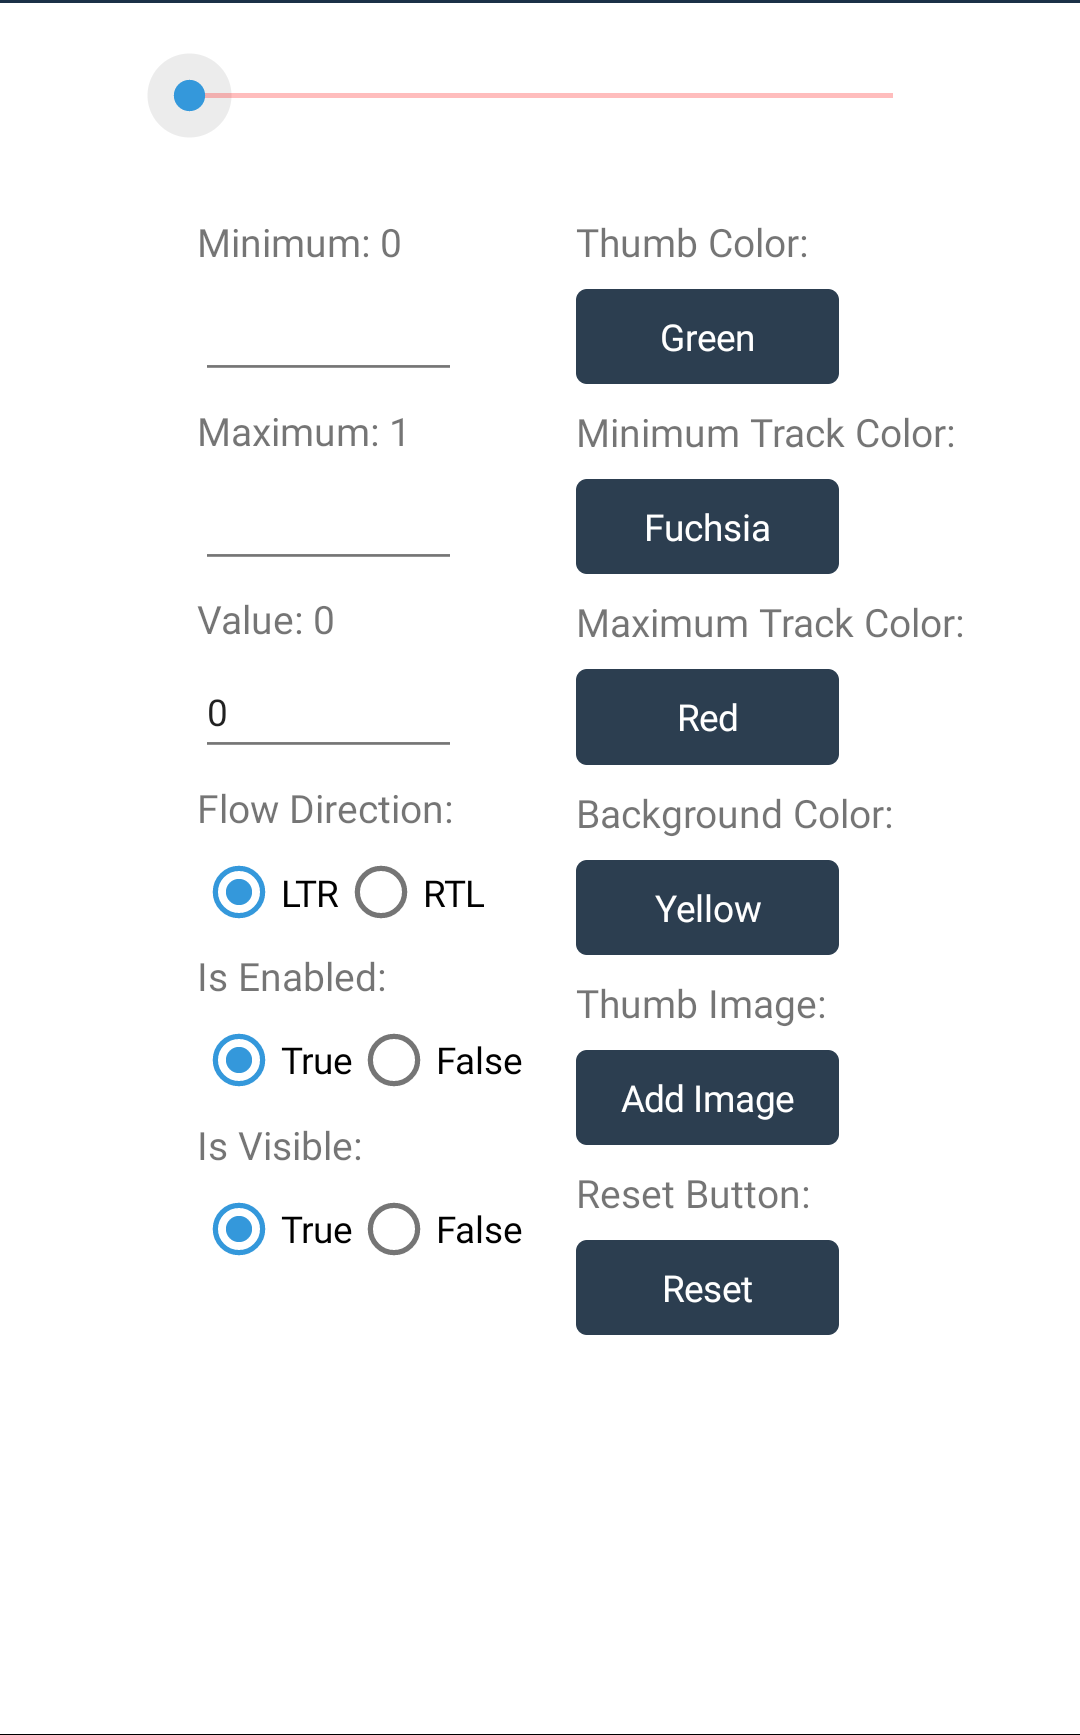 Minimum: 0
Maximum: 1
Value: 0
0
Flow Direction:
LTR RTL
Is Enabled:
True False
Is Visible:
True False
Thumb Color:
Green
Minimum Track Color:
Fuchsia
Maximum Track Color:
Red
Background Color:
Yellow
Thumb Image:
Add Image
Reset Button:
Reset